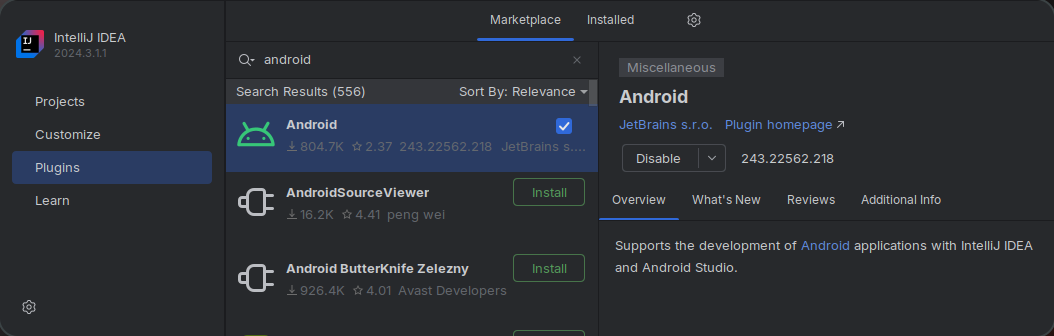 Marketplace
Installed
IntelliJ IDEA
2024.3.1.1
Projects
Customize
Plugins
Learn
android
Search Results (556)
Sort By: Relevance
Android
804.7K 2.37 243.22562.218 JetBrains s....
AndroidSourceViewer
Install
16.2K 4.41 peng wei
Android ButterKnife Zelezny
Install
926.4K 4.01 Avast Developers
Miscellaneous
Android
JetBrains s.r.o. Plugin homepage
Disable
243.22562.218
Overview
What's New
Reviews
Additional Info
Supports the development of Android applications with IntelliJ IDEA
and Android Studio.